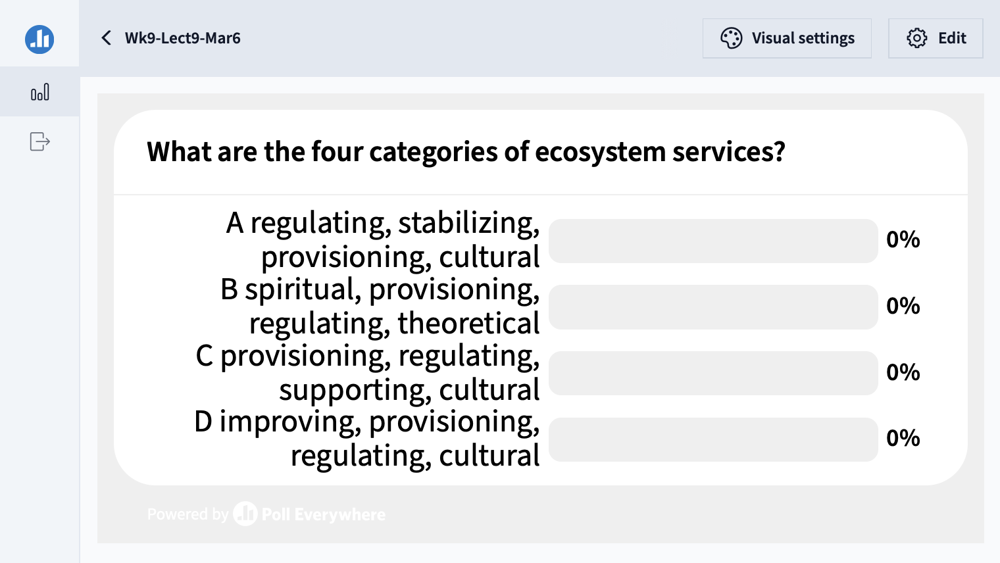 Wk9-Lect9-Mar6
Visual settings
Edit
What are the four categories of ecosystem services?
A regulating, stabilizing,
provisioning, cultural
0%
B spiritual, provisioning,
regulating, theoretical
0%
C provisioning, regulating,
supporting, cultural
0%
D improving, provisioning,
regulating, cultural
0%
Powered by Poll Everywhere